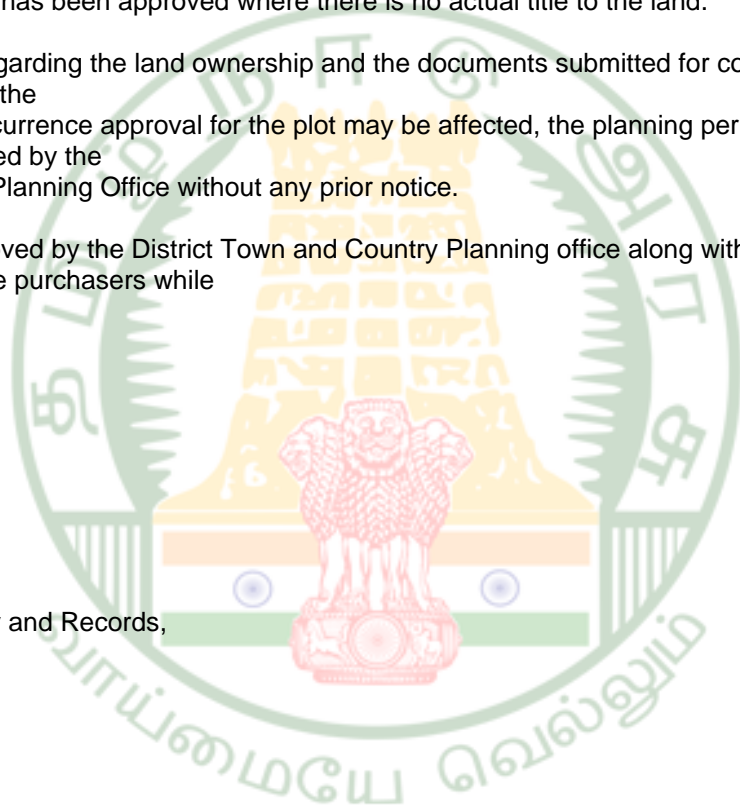 has been approved where there is no actual title to the land.
garding the land ownership and the documents submitted for co
the
currence approval for the plot may be affected, the planning per
ed by the
Planning Office without any prior notice.
ved by the District Town and Country Planning office along with
e purchasers while
y and Records,
தமிழ் நாடு அரசு
வாய்மையே வெல்லும்